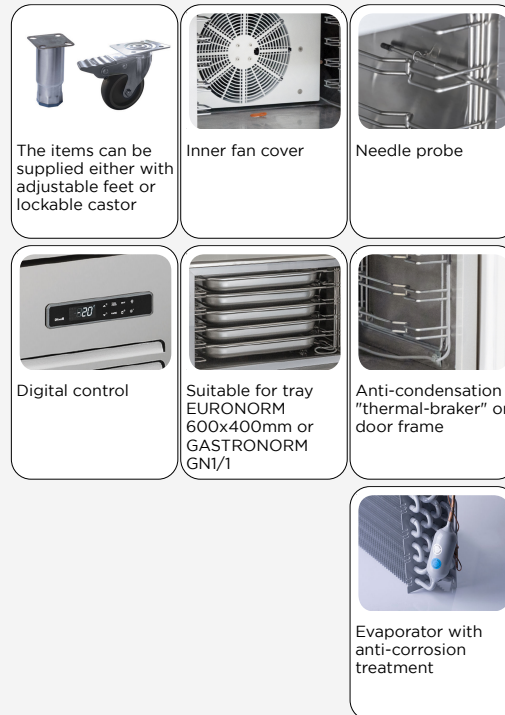 The items can be
supplied either with
adjustable feet or
lockable castor
Inner fan cover
Needle probe
-20
Digital control
Suitable for tray
EURONORM
600x400mm or
GASTRONORM
GN1/1
Anti-condensation
"thermal-braker"
door frame
Evaporator with
anti-corrosion
treatment